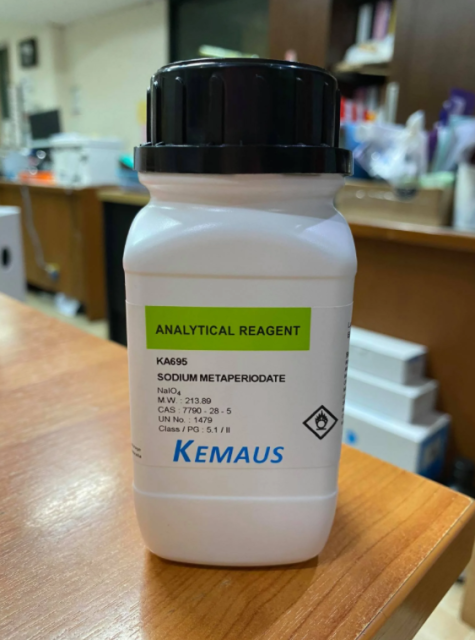 ANALYTICAL REAGENT
KA695
SODIUM METAPERIODATE
NaIO₄
M.W. : 213.89
CAS : 7790 - 28 - 5
UN No. : 1479
Class / PG : 5.1 / II
KEMAUS